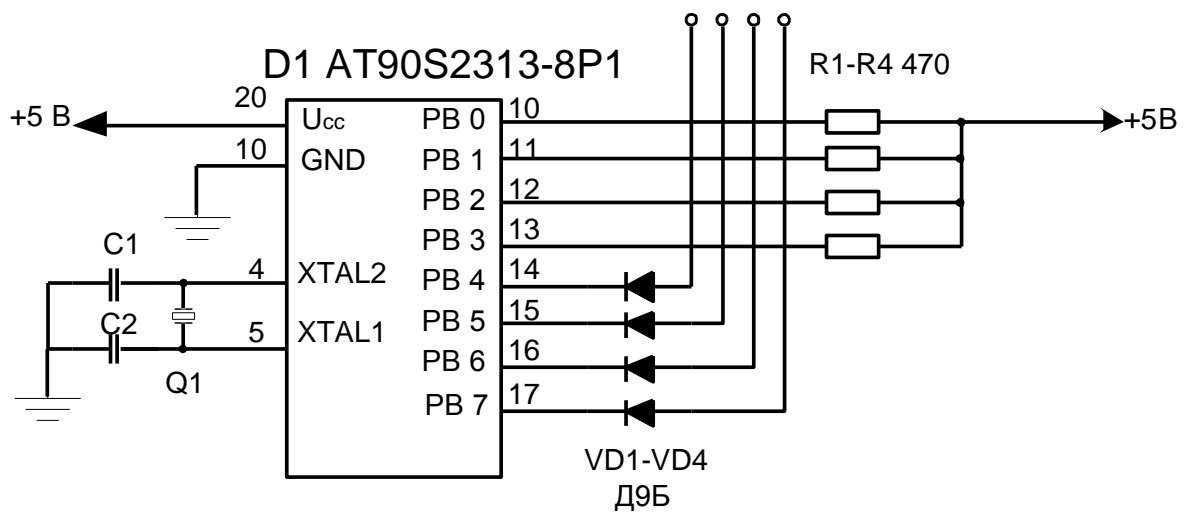 D1 AT90S2313-8P1
R1-R4 470
+5 В
20
Ucc
PB 0
10
+5В
10
GND
PB 1
11
PB 2
12
PB 3
13
C1
4
XTAL2
PB 4
14
C2
5
XTAL1
PB 5
15
PB 6
16
Q1
PB 7
17
VD1-VD4
Д9Б